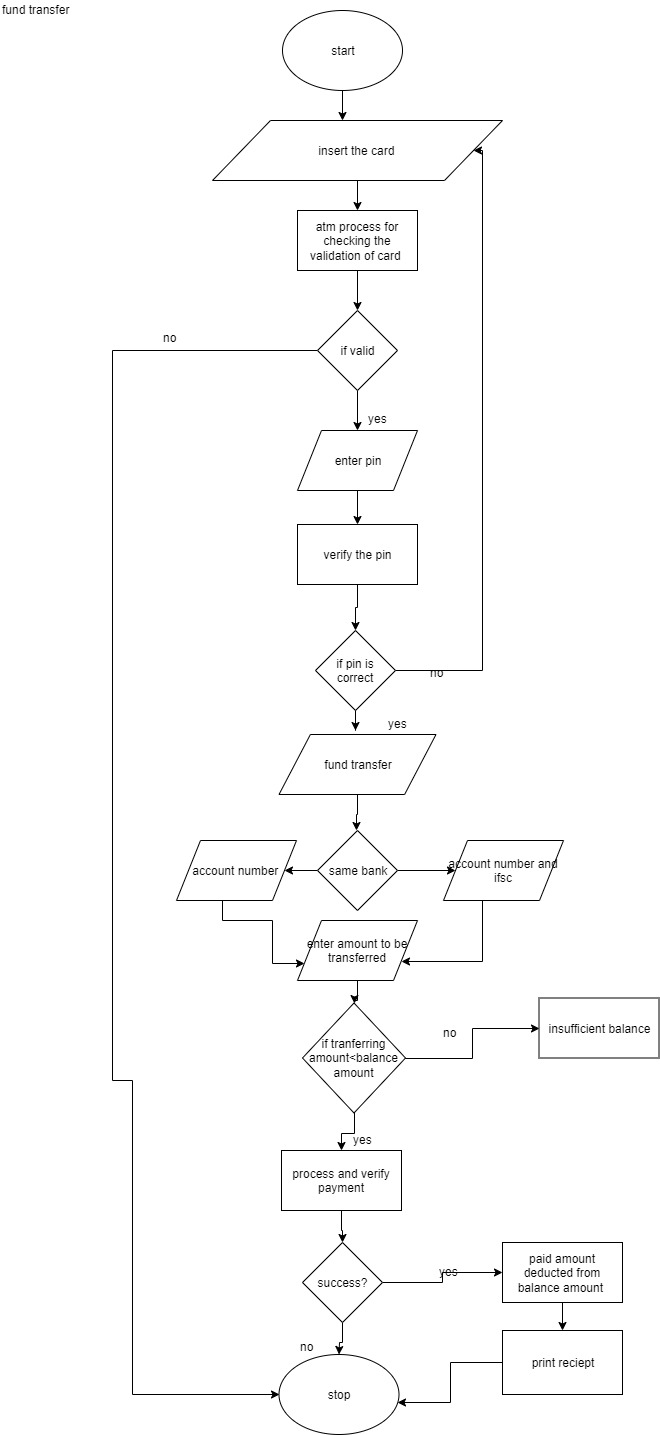 fund transfer
start
insert the card
atm process for
checking the
validation of card
no
if valid
yes
enter pin
verify the pin
if pin is
correct
no
yes
fund transfer
account number
same bank
account number and
ifsc
enter amount to be
transferred
no
insufficient balance
if tranferring
amount<balance
amount
yes
process and verify
payment
success?
yes
paid amount
deducted from
balance amount
no
print reciept
stop